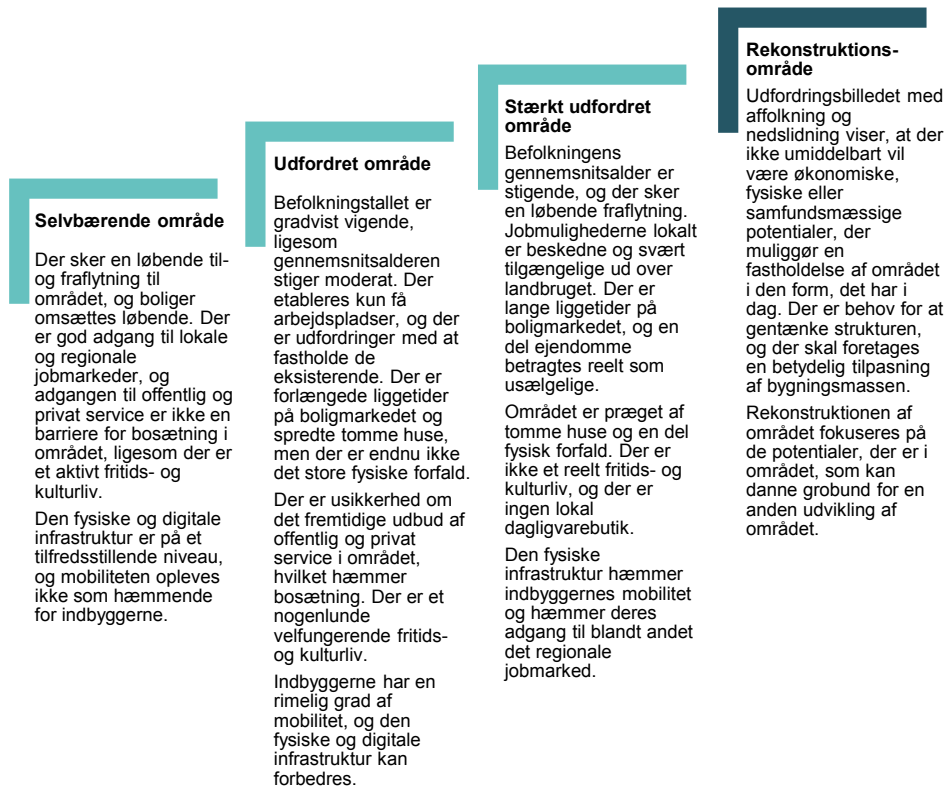 Selvbærende område
Der sker en løbende til-
og fraflytning til
området, og boliger
omsættes løbende. Der
er god adgang til lokale
og regionale
jobmarkeder, og
adgangen til offentlig og
privat service er ikke en
barriere for bosætning i
området, ligesom der er
et aktivt fritids- og
kulturliv.
Den fysiske og digitale
infrastruktur er på et
tilfredsstillende niveau,
og mobiliteten opleves
ikke som hæmmende
for indbyggerne.
Udfordret område
Befolkningstallet er
gradvist vigende,
ligesom
gennemsnitsalderen
stiger moderat. Der
etableres kun få
arbejdspladser, og der
er udfordringer med at
fastholde de
eksisterende. Der er
forlængede liggetider
på boligmarkedet og
spredte tomme huse,
men der er endnu ikke
det store fysiske forfald.
Der er usikkerhed om
det fremtidige udbud af
offentlig og privat
service i området,
hvilket hæmmer
bosætning. Der er et
nogenlunde
velfungerende fritids-
og kulturliv.
Indbyggerne har en
rimelig grad af
mobilitet, og den
fysiske og digitale
infrastruktur kan
forbedres.
Stærkt udfordret
område
Befolkningens
gennemsnitsalder er
stigende, og der sker
en løbende fraflytning.
Jobmulighederne lokalt
er beskedne og svært
tilgængelige ud over
landbruget. Der er
lange liggetider på
boligmarkedet, og en
del ejendomme
betragtes reelt som
usælgelige.
Området er præget af
tomme huse og en del
fysisk forfald. Der er
ikke et reelt fritids- og
kulturliv, og der er
ingen lokal
dagligvarebutik.
Den fysiske
infrastruktur hæmmer
indbyggernes mobilitet
og hæmmer deres
adgang til blandt andet
det regionale
jobmarked.
Rekonstruktions-
område
Udfordringsbilledet med
affolkning og
nedslidning viser, at der
ikke umiddelbart vil
være økonomiske,
fysiske eller
samfundsmæssige
potentialer, der
muliggør en
fastholdelse af området
i den form, det har i
dag. Der er behov for at
gentænke strukturen,
og der skal foretages
en betydelig tilpasning
af bygningsmassen.
Rekonstruktionen af
området fokuseres på
de potentialer, der er i
området, som kan
danne grobund for en
anden udvikling af
området.